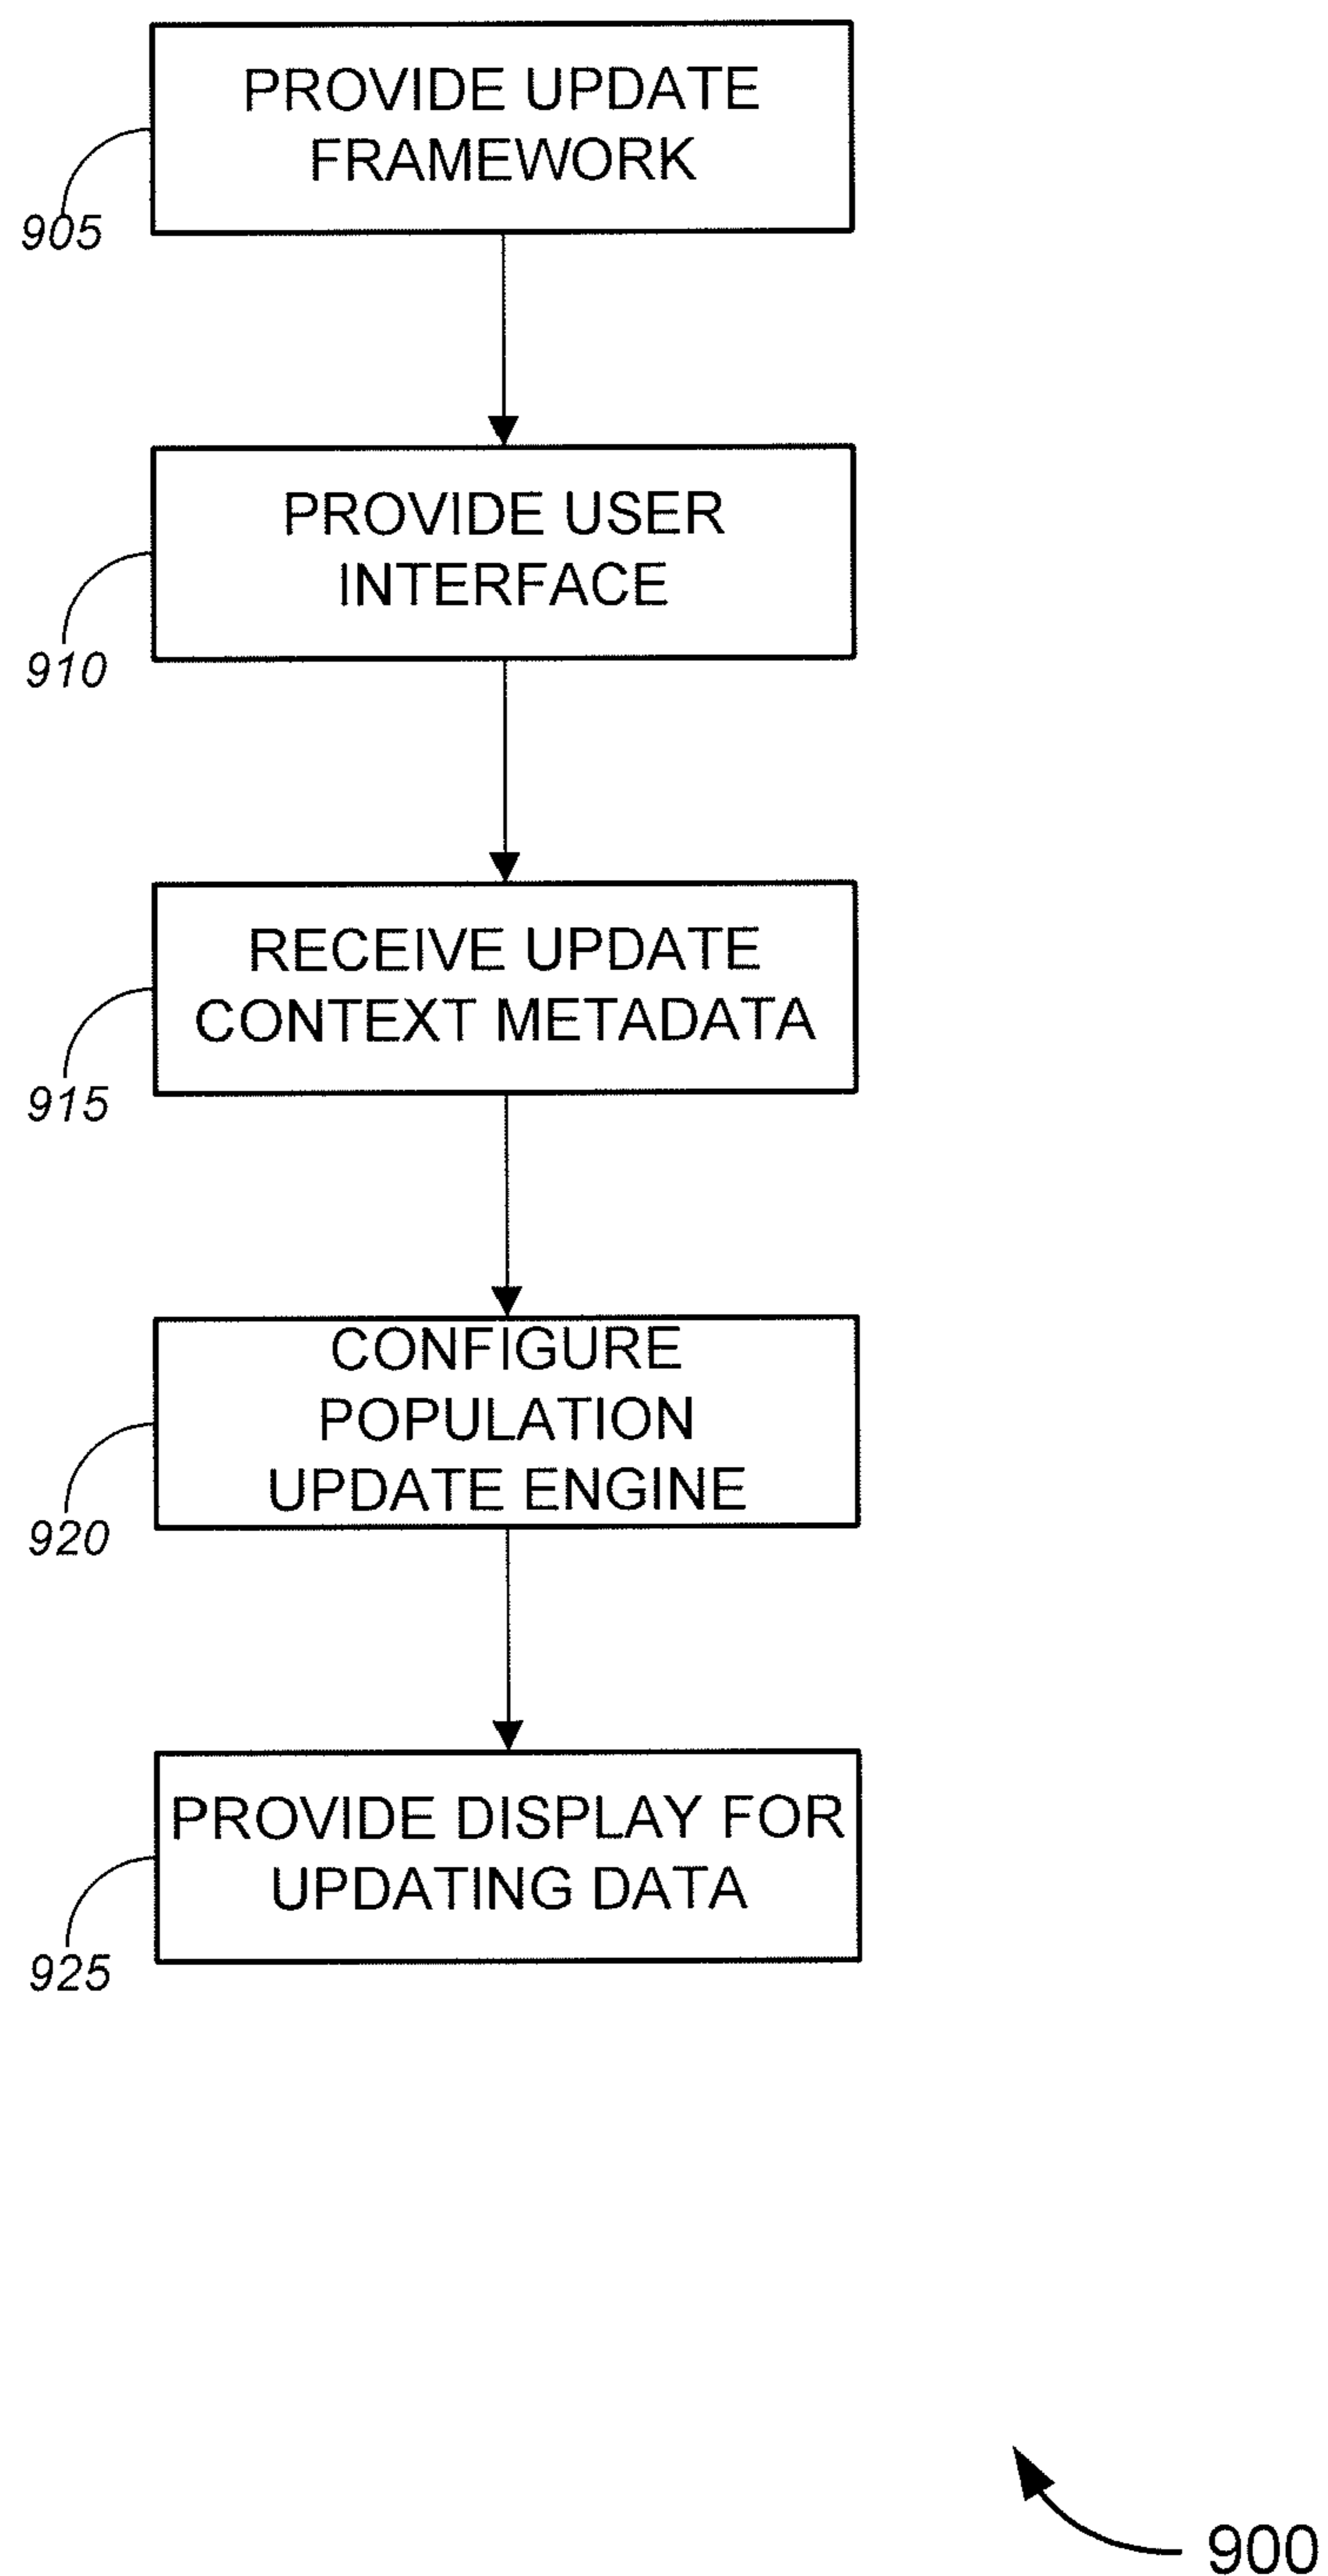 PROVIDE UPDATE
FRAMEWORK
905
PROVIDE USER
INTERFACE
910
RECEIVE UPDATE
CONTEXT METADATA
915
CONFIGURE
POPULATION
UPDATE ENGINE
920
PROVIDE DISPLAY FOR
UPDATING DATA
925
900